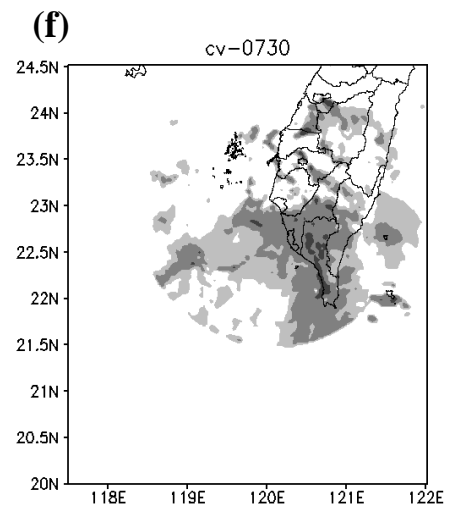 (f)
cv-0730
24.5N
24N
23.5N
23N
22.5N
22N
21.5N
21N
20.5N
20N
118E 119E 120E 121E 122E